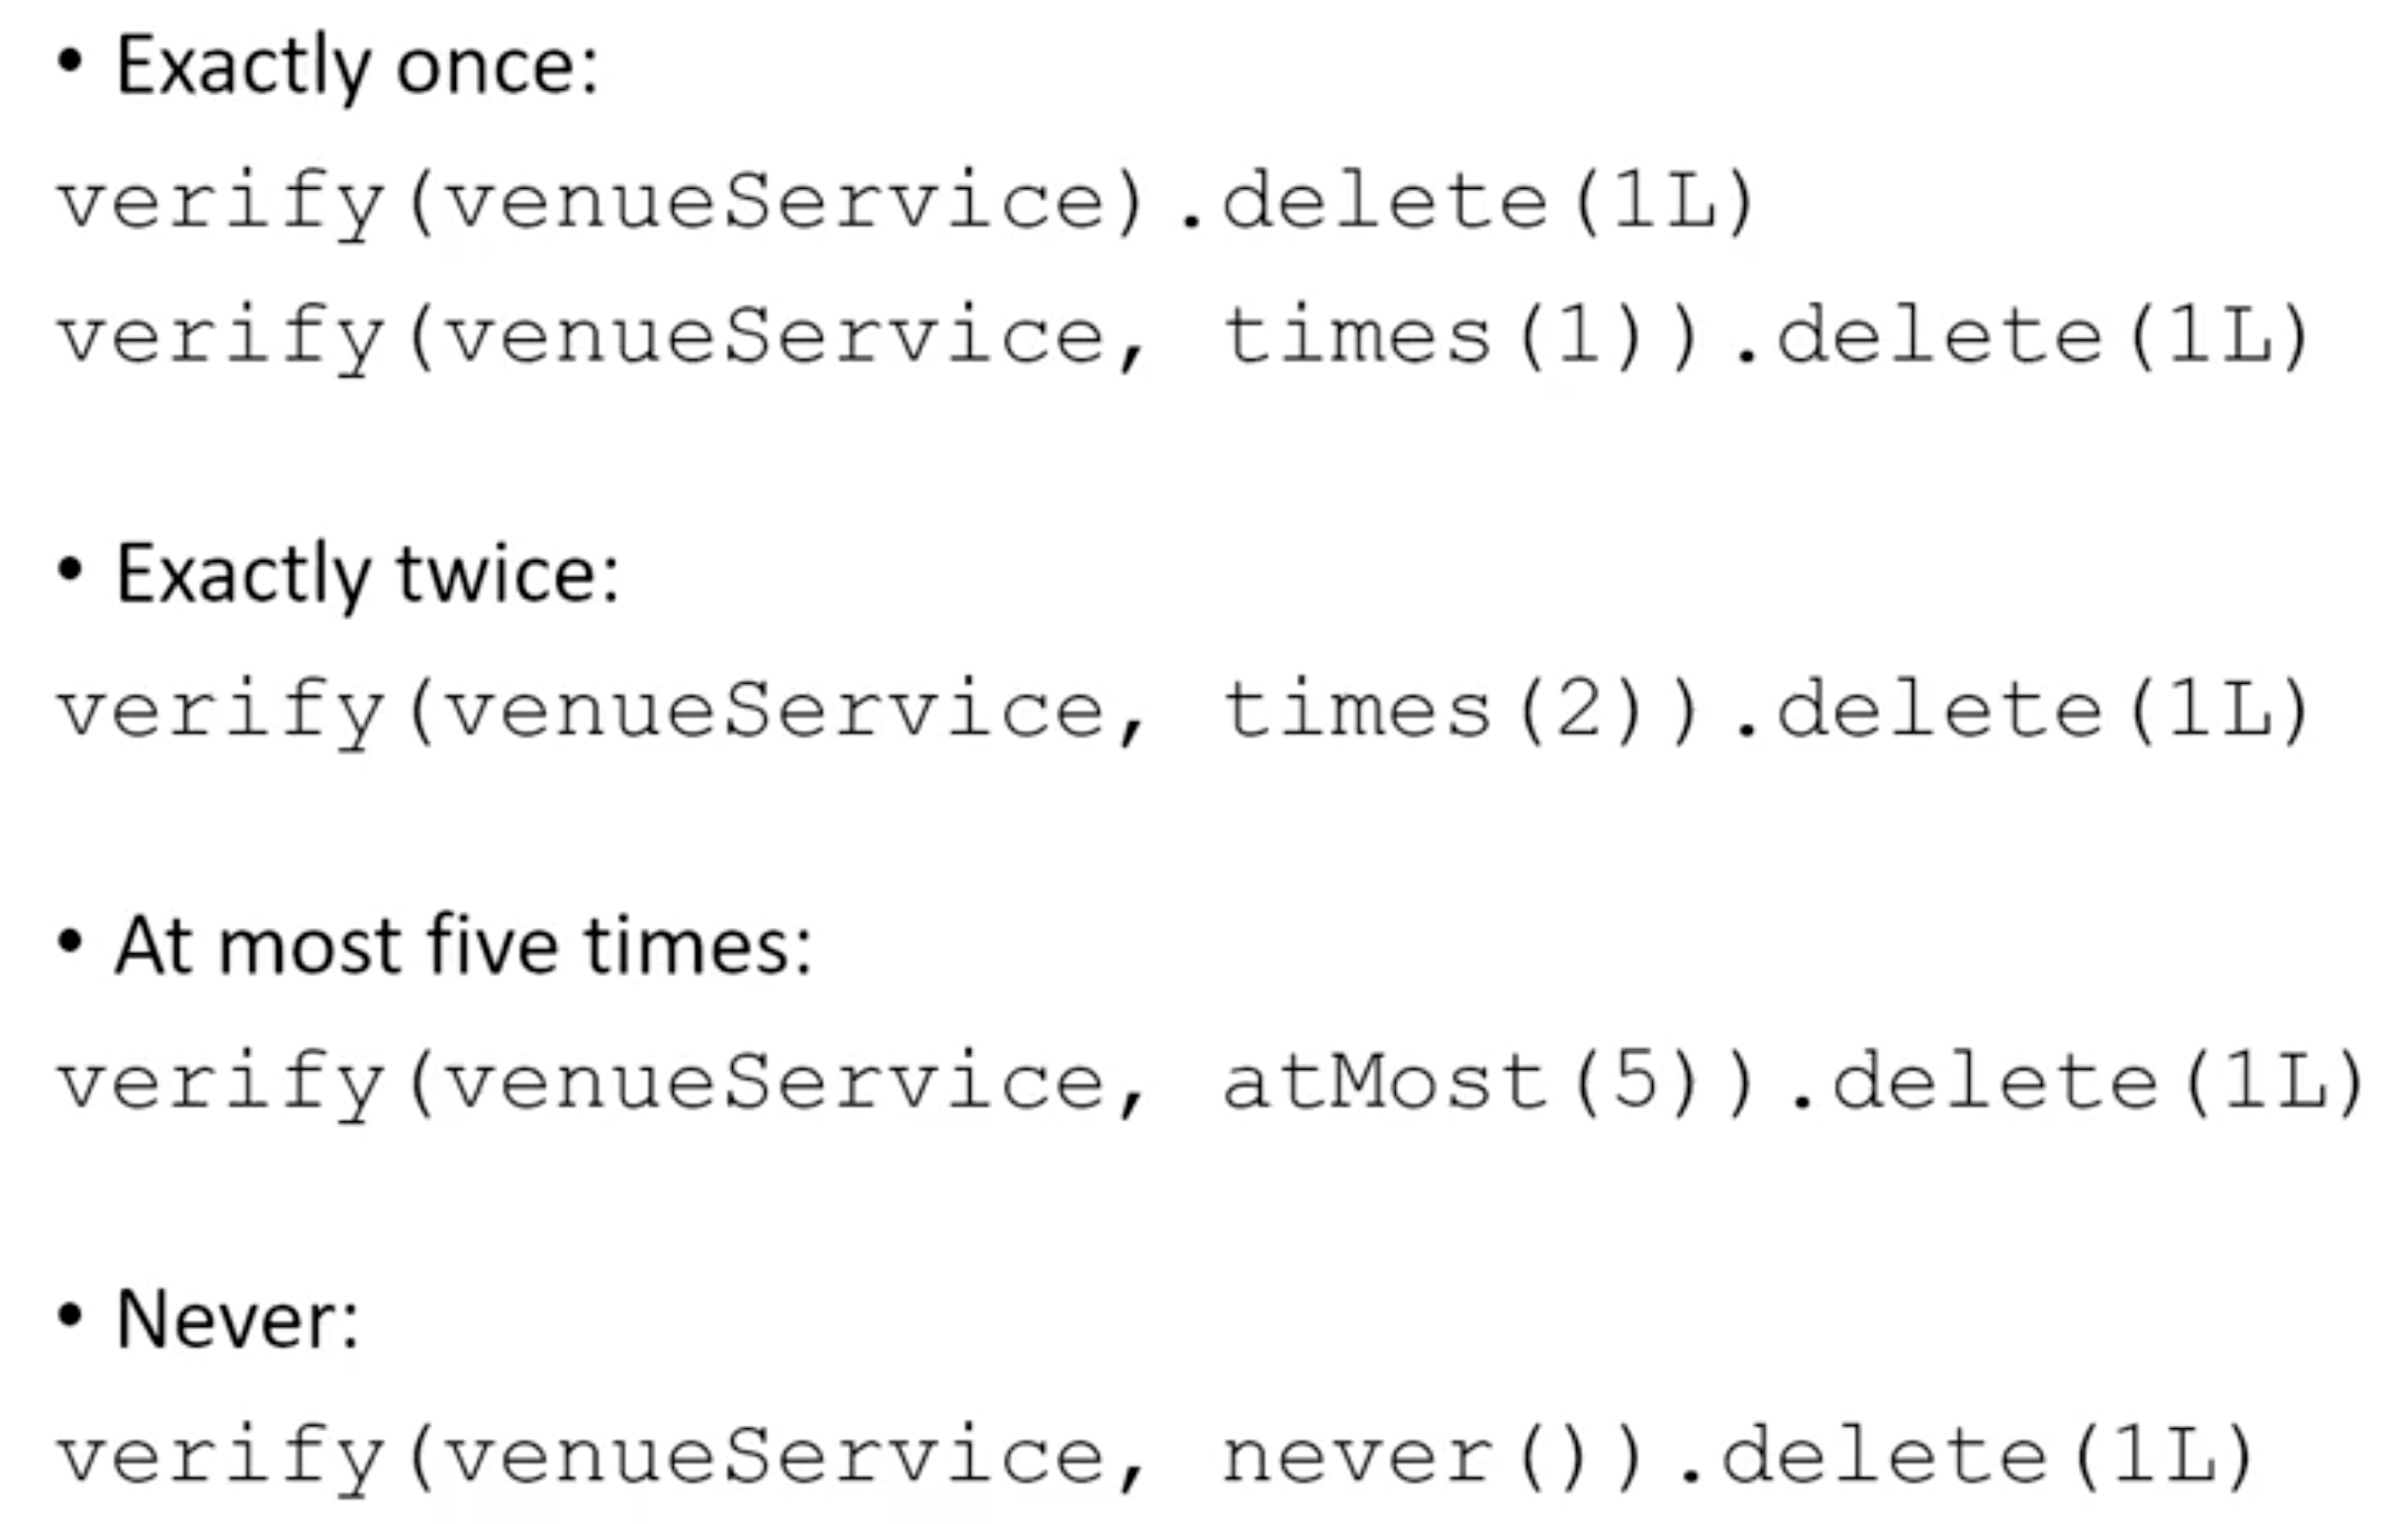 • Exactly once:
verify(venueService).delete(1L)
verify(venueService, times(1)).delete(1L)
• Exactly twice:
verify(venueService, times(2)).delete(1L)
• At most five times:
verify(venueService, atMost(5)).delete(1L)
• Never:
verify(venueService, never()).delete(1L)